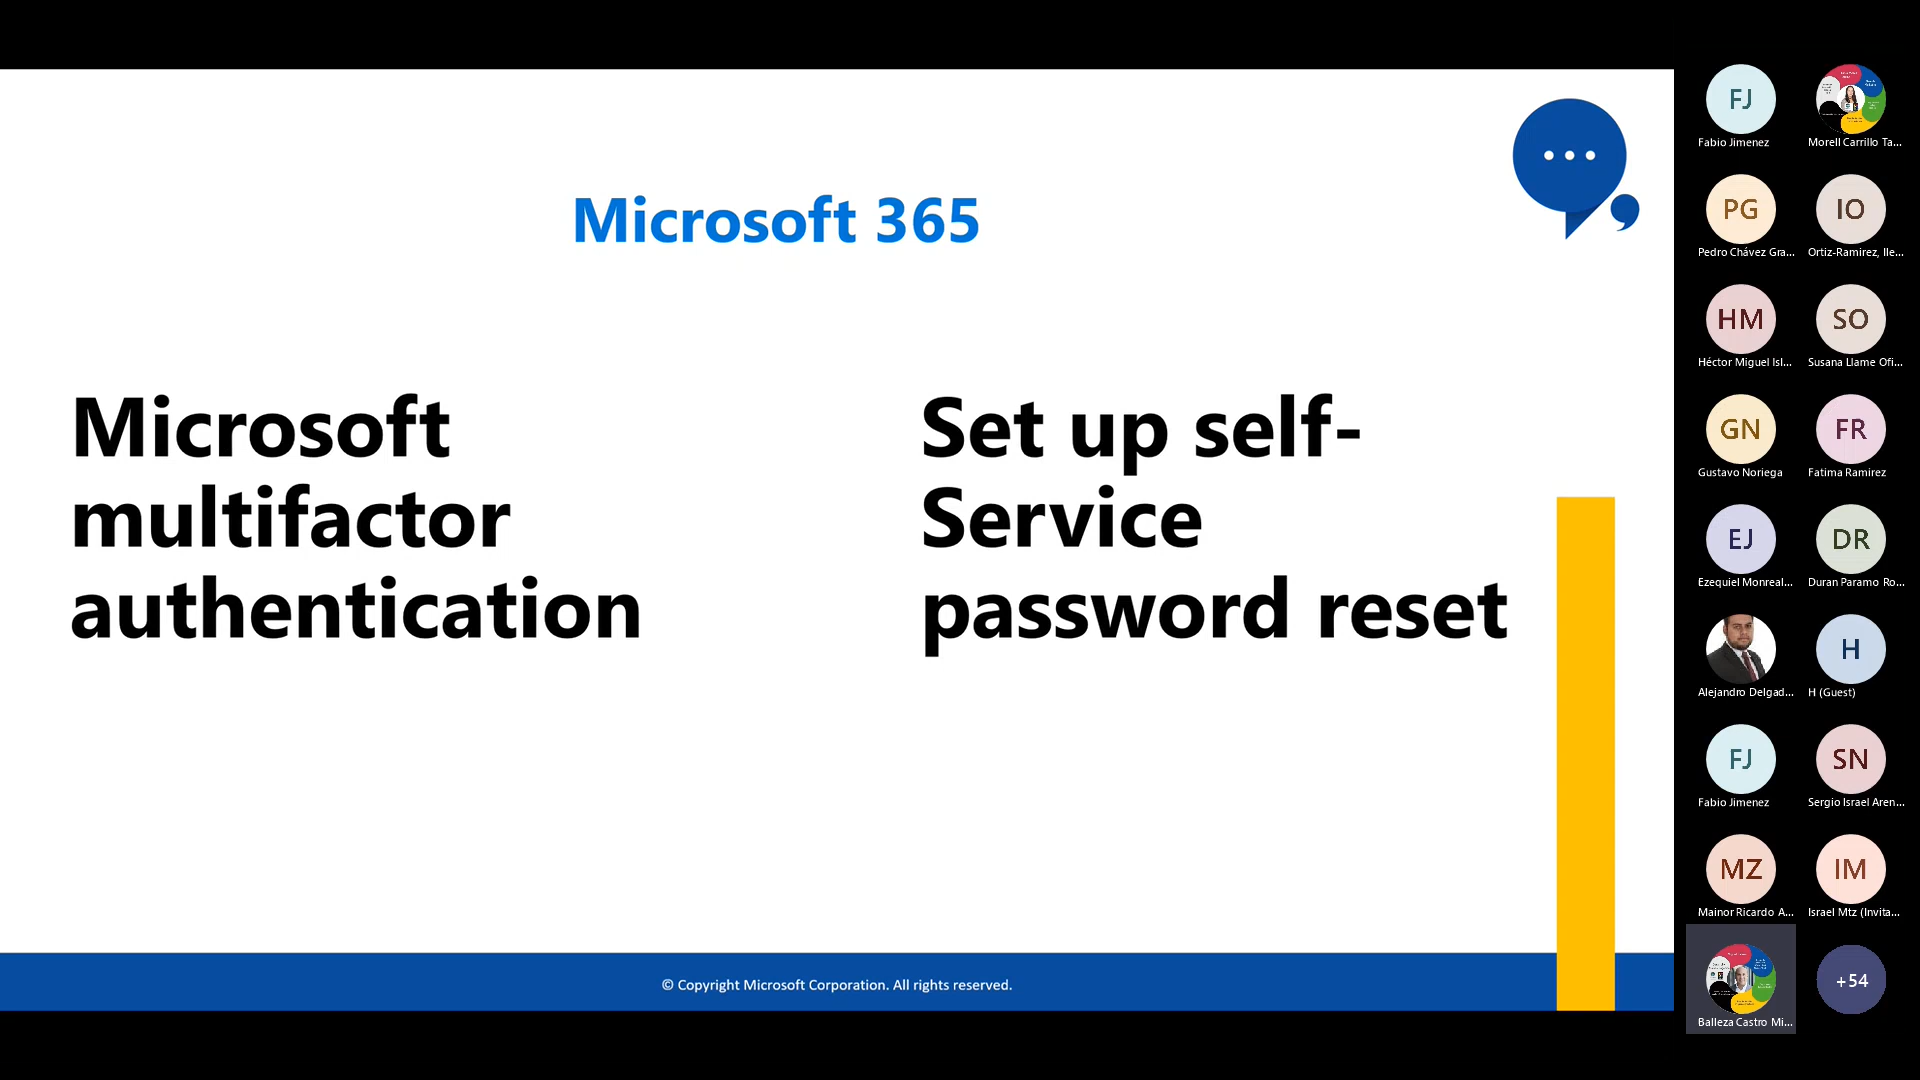 Microsoft 365
Microsoft
multifactor
authentication
Set up self-
Service
password reset
© Copyright Microsoft Corporation. All rights reserved.
FJ
Fabio Jimenez
Morell Carrillo Ta...
PG
Pedro Chávez Gra...
IO
Ortiz-Ramirez, Ile...
HM
Héctor Miguel Isl...
SO
Susana Llame Ofi...
GN
Gustavo Noriega
FR
Fatima Ramirez
EJ
Ezequiel Monreal...
DR
Duran Paramo Ro...
Alejandro Delgad...
H
H (Guest)
FJ
Fabio Jimenez
SN
Sergio Israel Aren...
MZ
Mainor Ricardo A...
IM
Israel Mtz (Invita...
Balleza Castro Mi...
+54